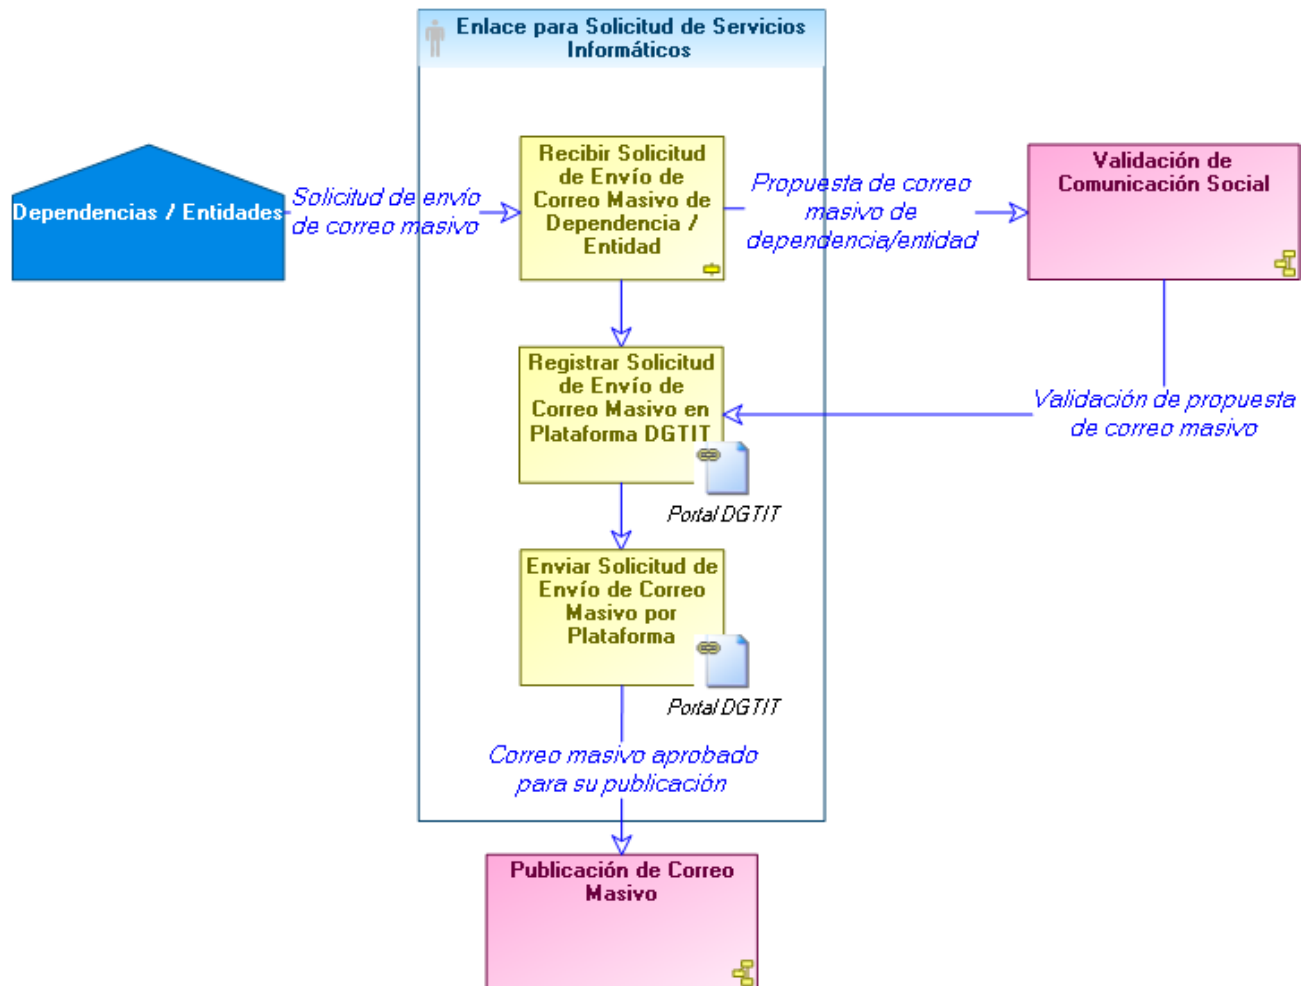 Enlace para Solicitud de Servicios
Informáticos
Dependencias / Entidades
Solicitud de envío
de correo masivo
Recibir Solicitud
de Envío de
Correo Masivo de
Dependencia /
Entidad
Propuesta de correo
masivo de
dependencia/entidad
Validación de
Comunicación Social
Registrar Solicitud
de Envío de
Correo Masivo en
Plataforma DGTIT
Portal DGTIT
Validación de propuesta
de correo masivo
Enviar Solicitud de
Envío de Correo
Masivo por
Plataforma
Portal DGTIT
Correo masivo aprobado
para su publicación
Publicación de Correo
Masivo